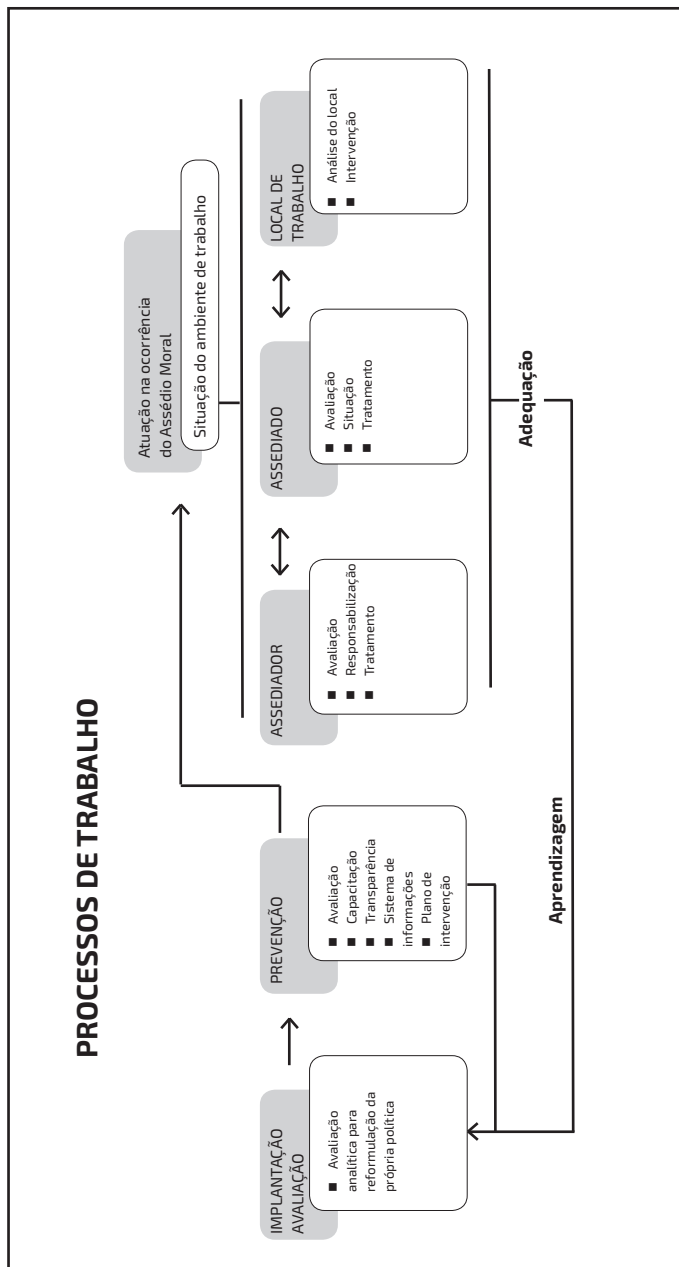 PROCESSOS DE TRABALHO
IMPLANTAÇÃO
AVALIAÇÃO
■ Avaliação
analítica para
reformulação da
própria política
PREVENÇÃO
■ Avaliação
■ Capacitação
■ Transparência
■ Sistema de
informações
■ Plano de
intervenção
Atuação na ocorrência
do Assédio Moral
Situação do ambiente de trabalho
ASSEDIADOR
■ Avaliação
■ Responsabilização
■ Tratamento
ASSEDIADO
■ Avaliação
■ Situação
■ Tratamento
LOCAL DE
TRABALHO
■ Análise do local
■ Intervenção
Adequação
Aprendizagem